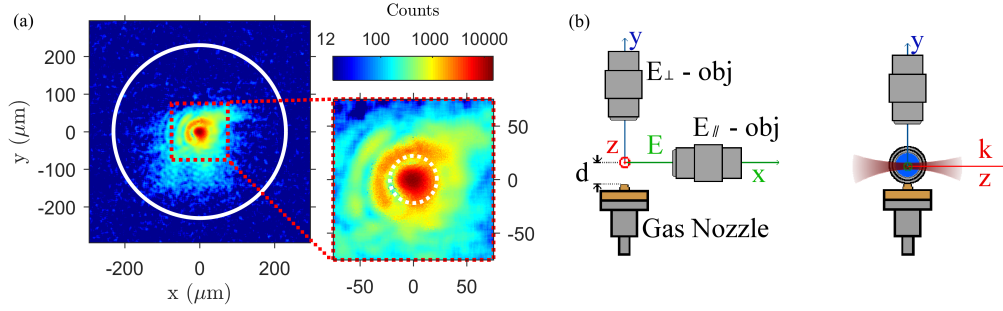 (a)
Counts
12 100 1000 10000
200
100
0
-100
-200
y (μm)
-200 0 200
x (μm)
50
0
-50
-50 0 50
(b)
y
E⊥ - obj
E∥ - obj
z
E
x
d
Gas Nozzle
y
k
z